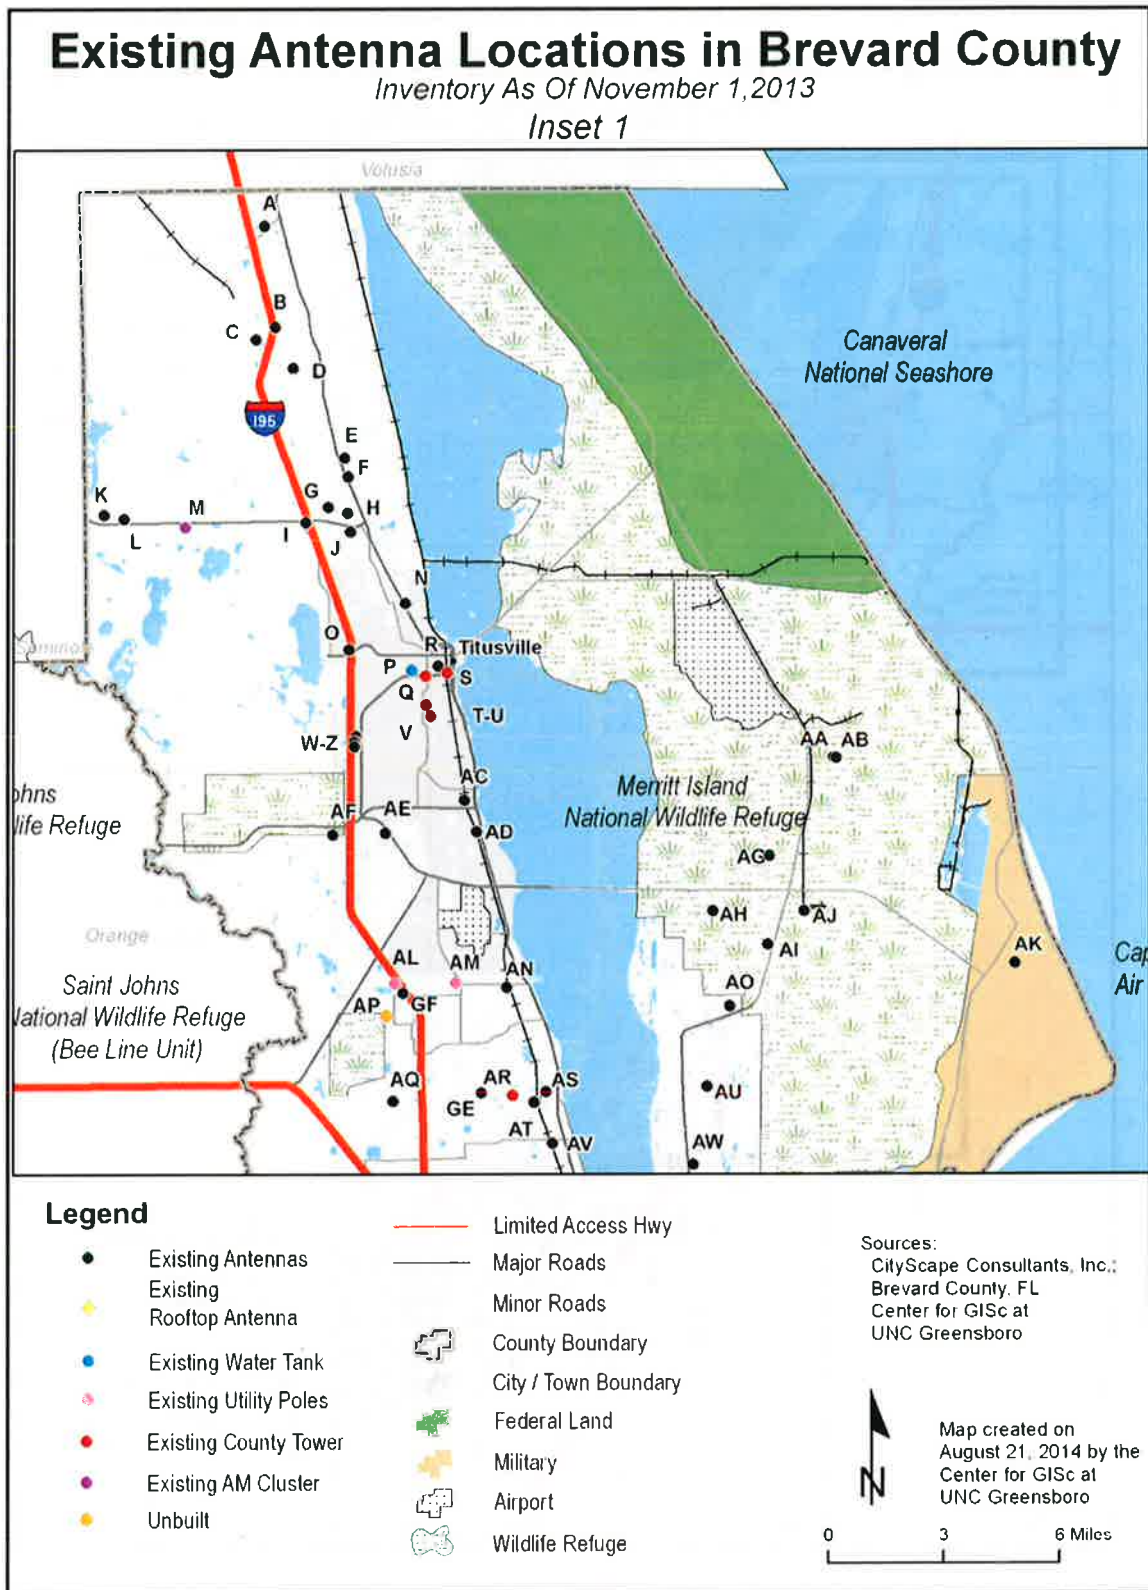 Existing Antenna Locations in Brevard County
Inventory As Of November 1,2013
Inset 1
Volusia
A
B
C
D
Canaveral
National Seashore
I95
E
F
G
H
K
L
M
I
J
N
O
R
Titusville
P
S
Q
T-U
V
W-Z
AA
AB
AC
Merritt Island
National Wildlife Refuge
ohns
life Refuge
AF
AE
AD
AG
AH
AJ
AI
AK
Orange
AL
AM
AN
AO
Cap
Air
Saint Johns
National Wildlife Refuge
(Bee Line Unit)
AP
GF
AQ
AR
AS
GE
AT
AU
AV
AW
Legend
Existing Antennas
Existing
Rooftop Antenna
Existing Water Tank
Existing Utility Poles
Existing County Tower
Existing AM Cluster
Unbuilt
Limited Access Hwy
Major Roads
Minor Roads
County Boundary
City / Town Boundary
Federal Land
Military
Airport
Wildlife Refuge
Sources:
CityScape Consultants, Inc.;
Brevard County, FL
Center for GISc at
UNC Greensboro
N
Map created on
August 21, 2014 by the
Center for GISc at
UNC Greensboro
0 3 6 Miles